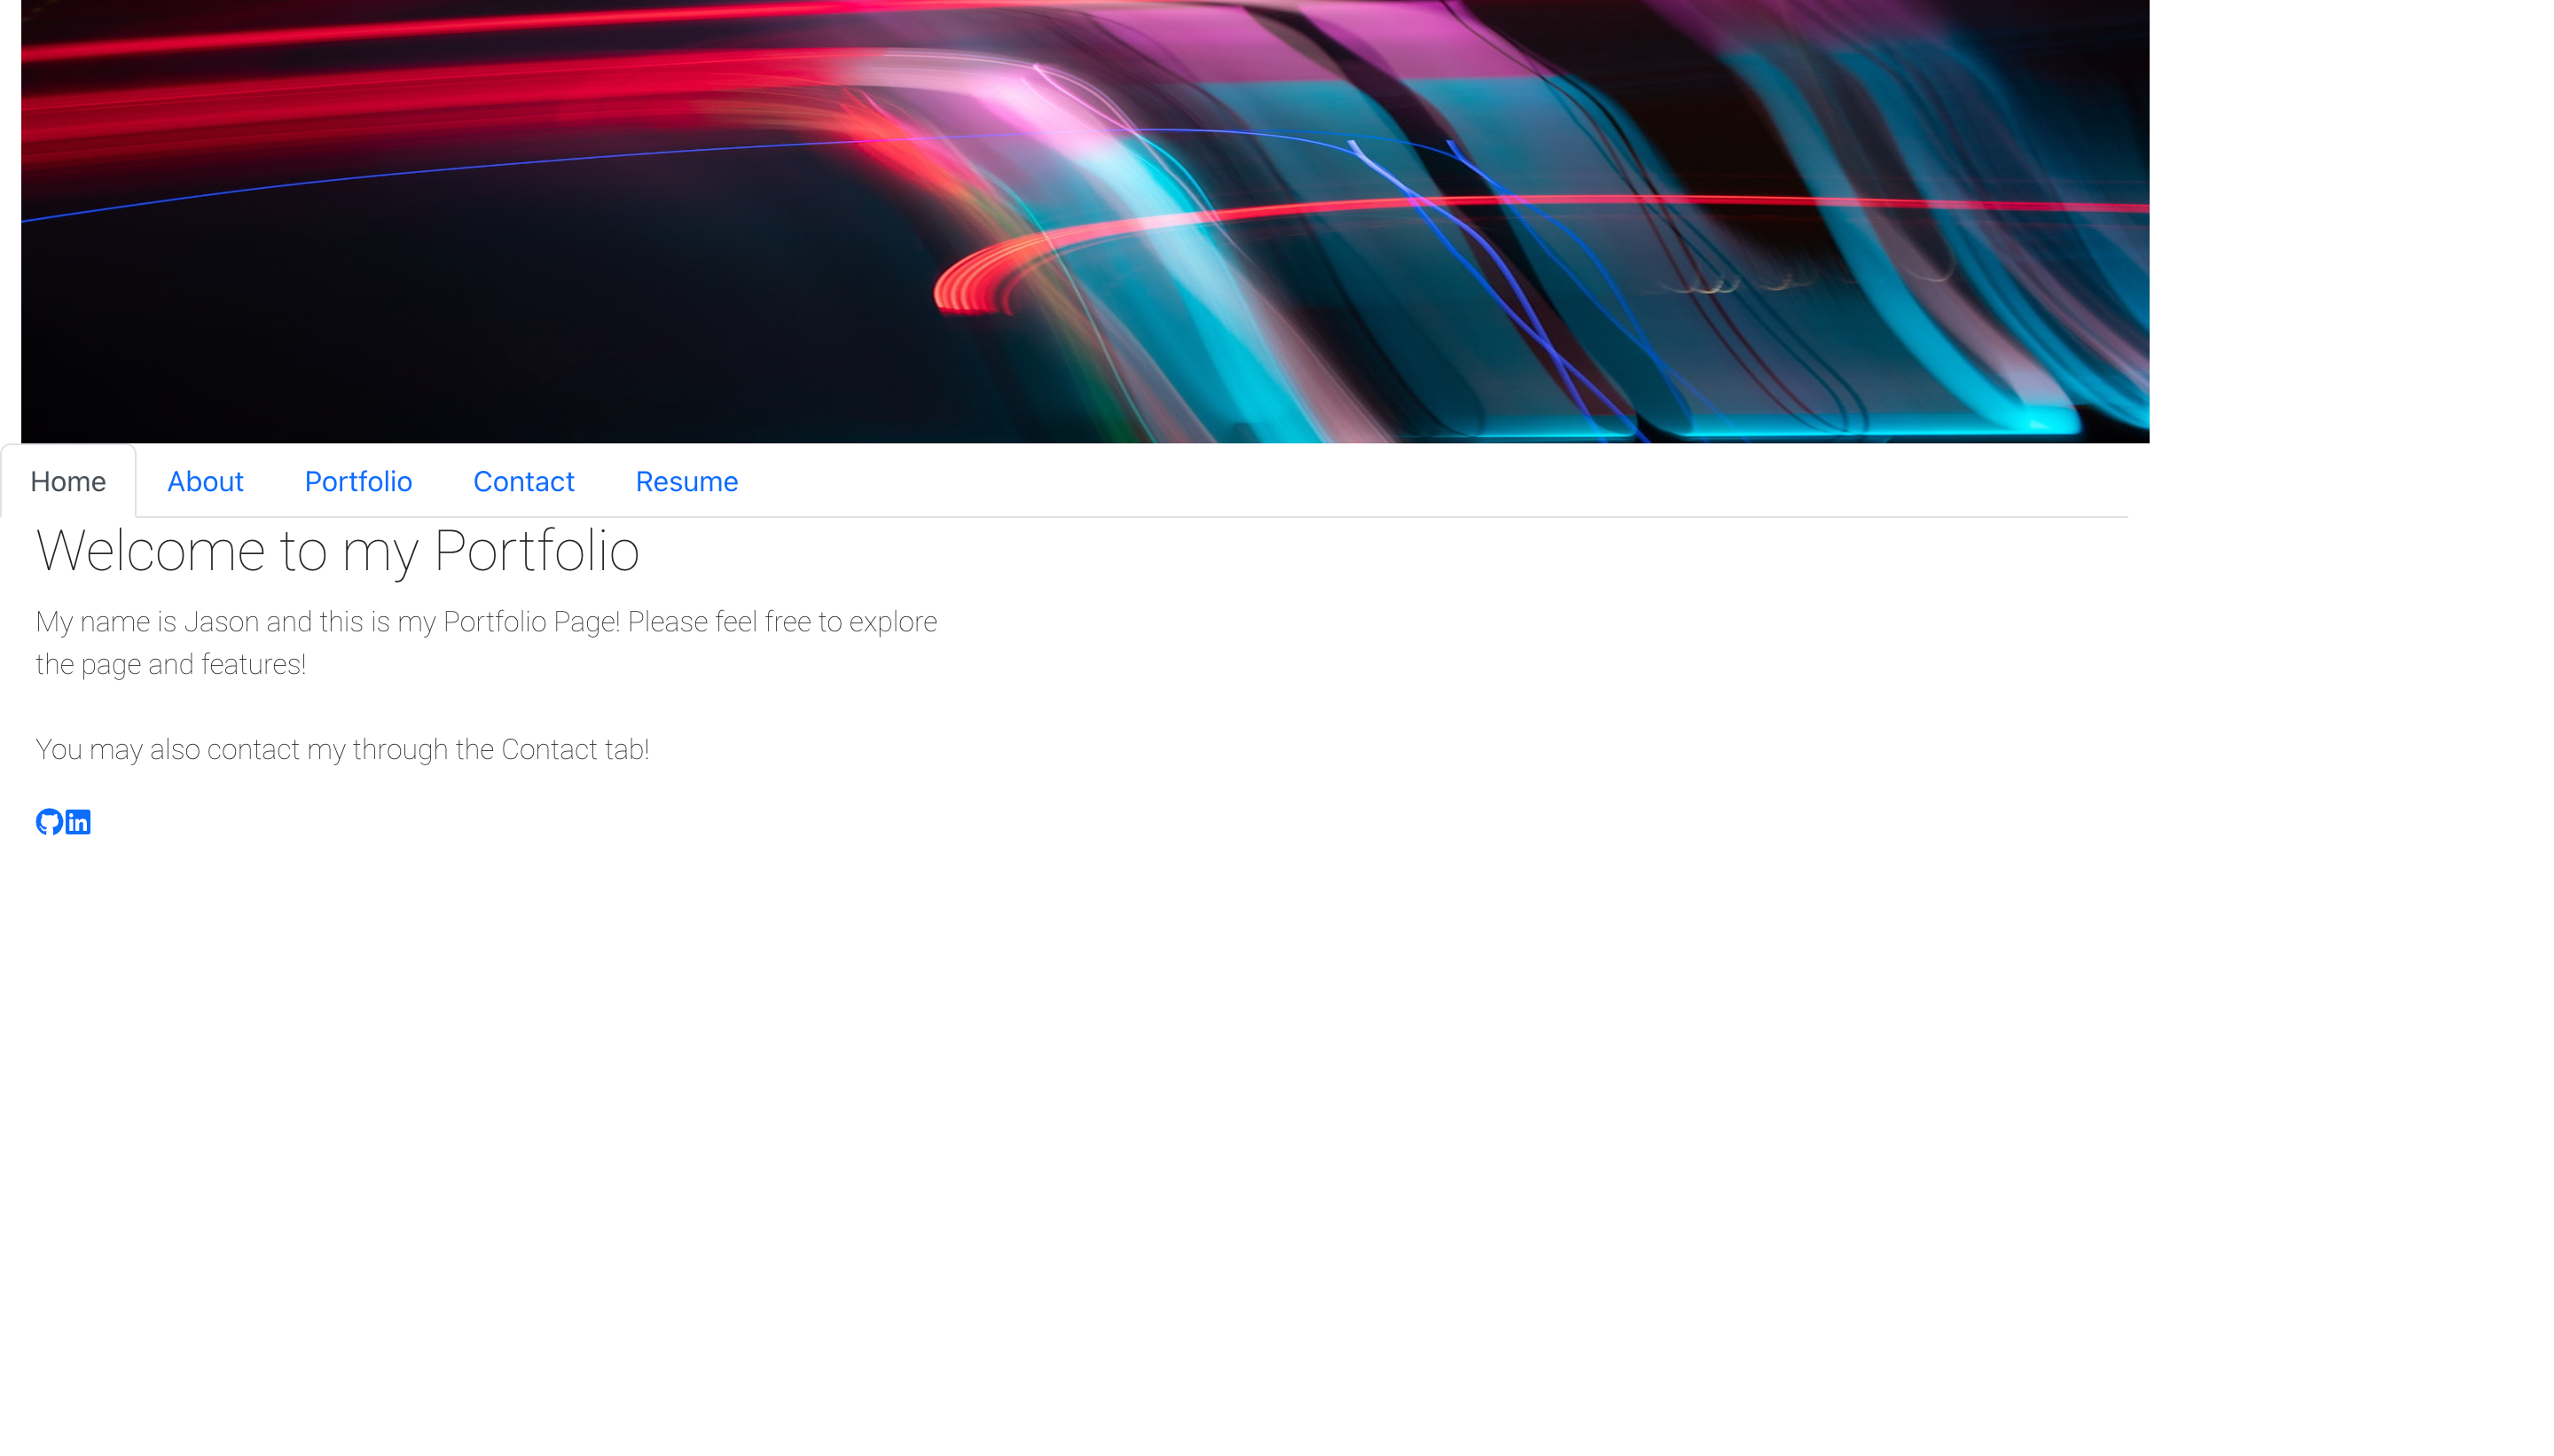 Home About Portfolio Contact Resume
Welcome to my Portfolio
My name is Jason and this is my Portfolio Page! Please feel free to explore
the page and features!
You may also contact my through the Contact tab!
in